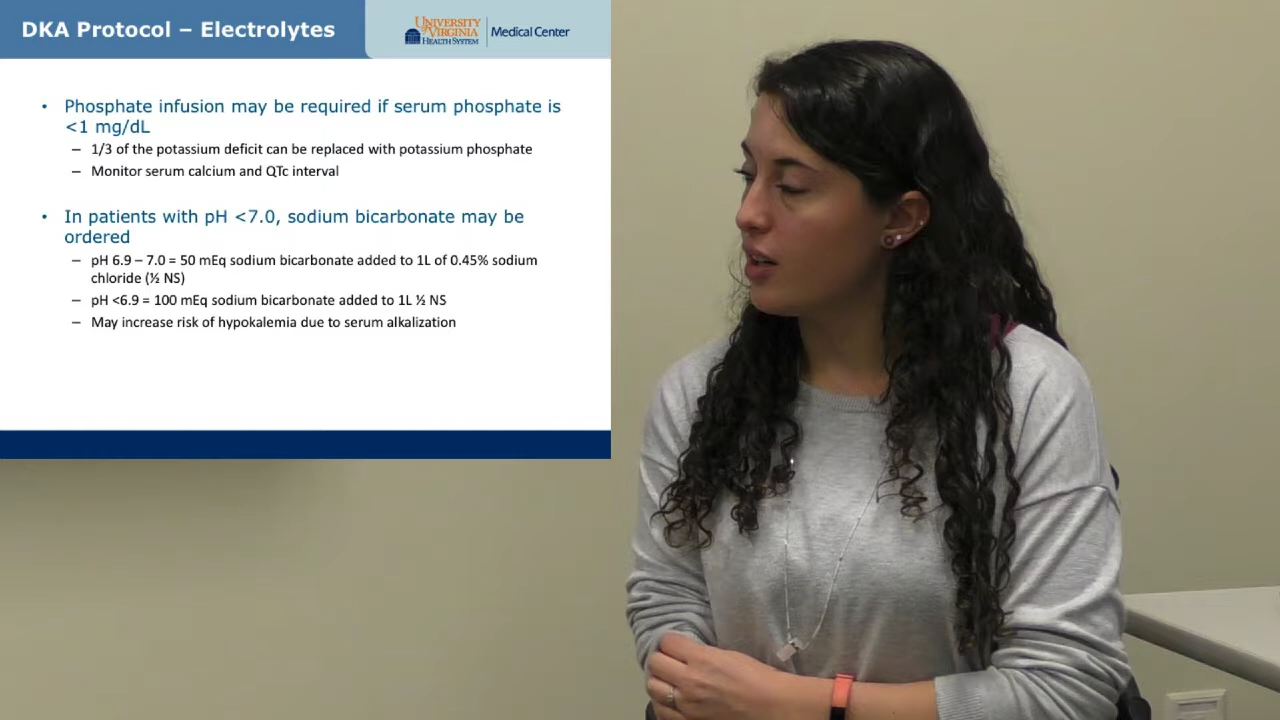 DKA Protocol – Electrolytes
UNIVERSITY
of VIRGINIA
HEALTH SYSTEM
Medical Center
• Phosphate infusion may be required if serum phosphate is
<1 mg/dL
– 1/3 of the potassium deficit can be replaced with potassium phosphate
– Monitor serum calcium and QTc interval
• In patients with pH <7.0, sodium bicarbonate may be
ordered
– pH 6.9 – 7.0 = 50 mEq sodium bicarbonate added to 1L of 0.45% sodium
chloride (½ NS)
– pH <6.9 = 100 mEq sodium bicarbonate added to 1L ½ NS
– May increase risk of hypokalemia due to serum alkalization